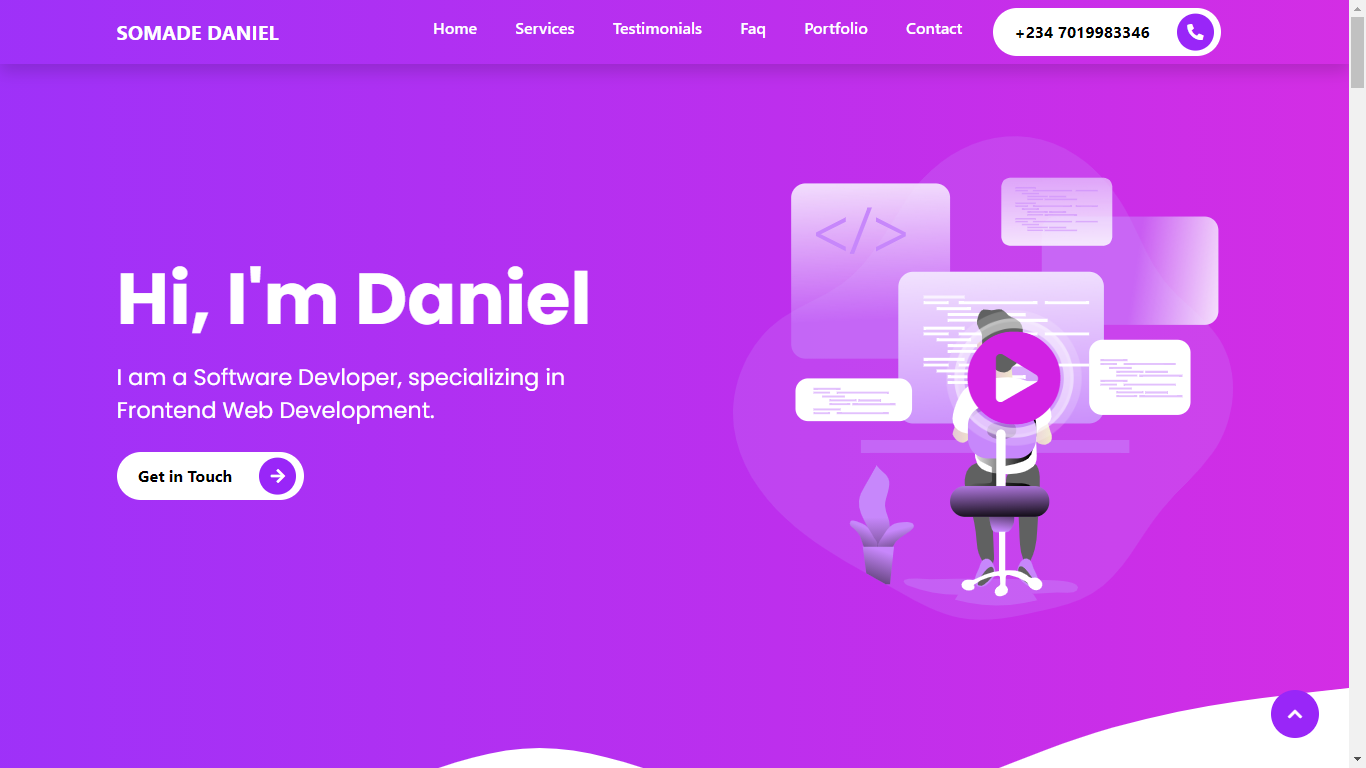 SOMADE DANIEL
Home Services Testimonials Faq Portfolio Contact +234 7019983346
</>
Hi, I'm Daniel
I am a Software Devloper, specializing in
Frontend Web Development.
Get in Touch